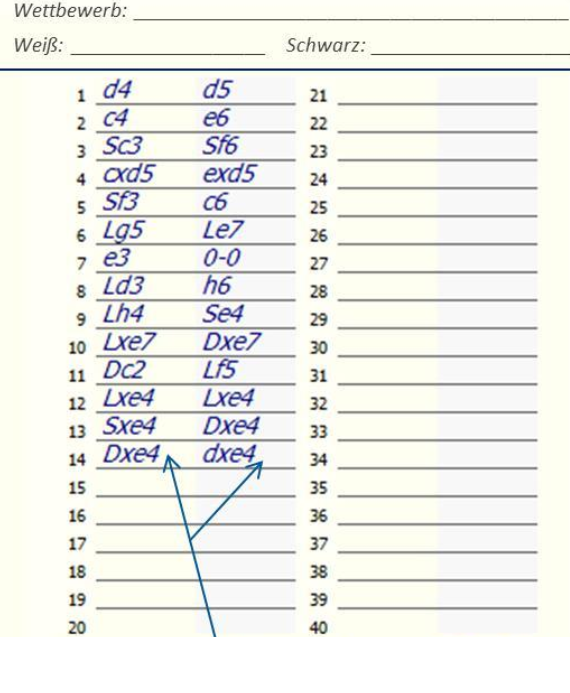 Wettbewerb:
Weiß: Schwarz:
1 d4 d5 21
2 c4 e6 22
3 Sc3 Sf6 23
4 cxd5 exd5 24
5 Sf3 c6 25
6 Lg5 Le7 26
7 e3 0-0 27
8 Ld3 h6 28
9 Lh4 Se4 29
10 Lxe7 Dxe7 30
11 Dc2 Lf5 31
12 Lxe4 Lxe4 32
13 Sxe4 Dxe4 33
14 Dxe4 dxe4 34
15 35
16 36
17 37
18 38
19 39
20 40